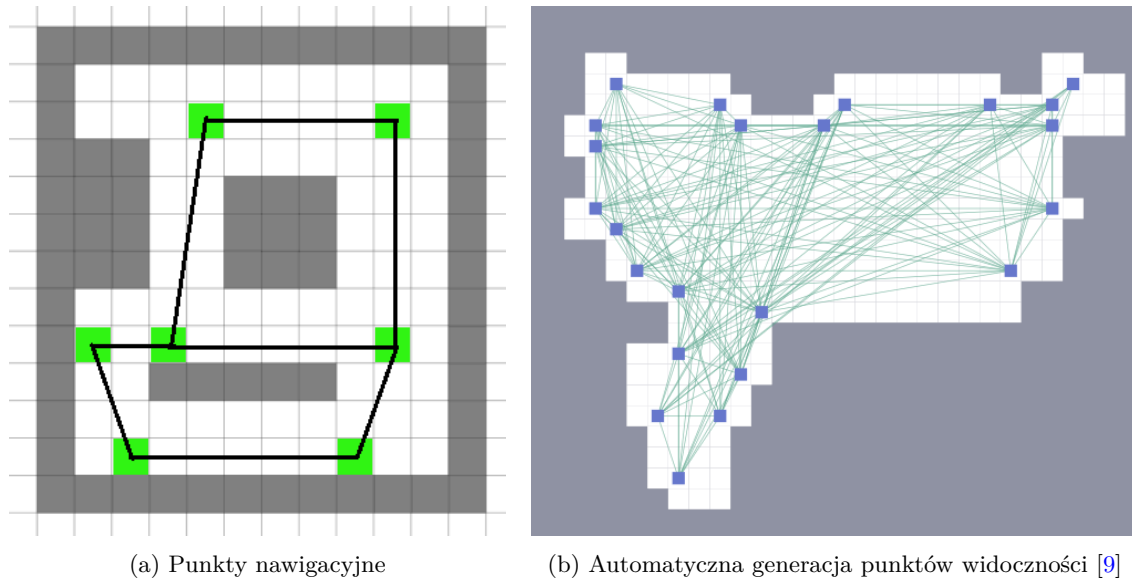 (a) Punkty nawigacyjne
(b) Automatyczna generacja punktów widoczności [9]